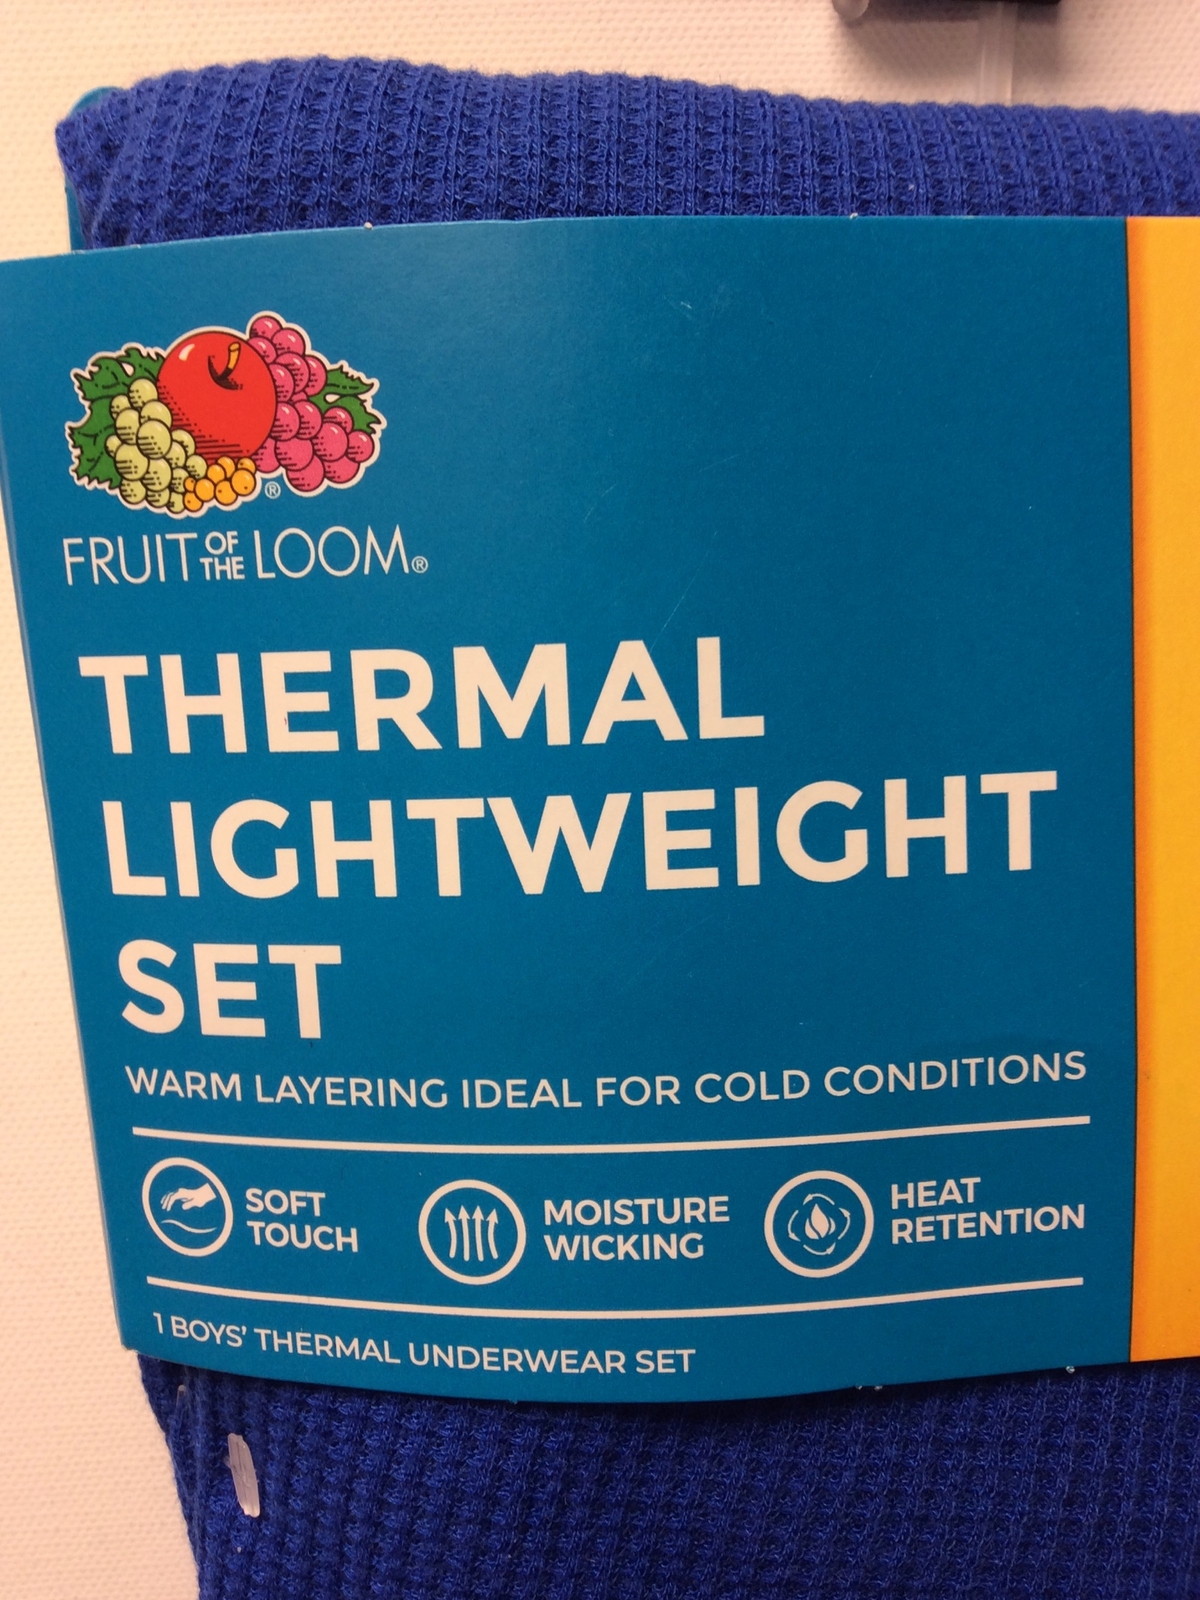 ®
FRUIT OF THE LOOM®
THERMAL
LIGHTWEIGHT
SET
WARM LAYERING IDEAL FOR COLD CONDITIONS
SOFT
TOUCH
MOISTURE
WICKING
HEAT
RETENTION
1 BOYS' THERMAL UNDERWEAR SET